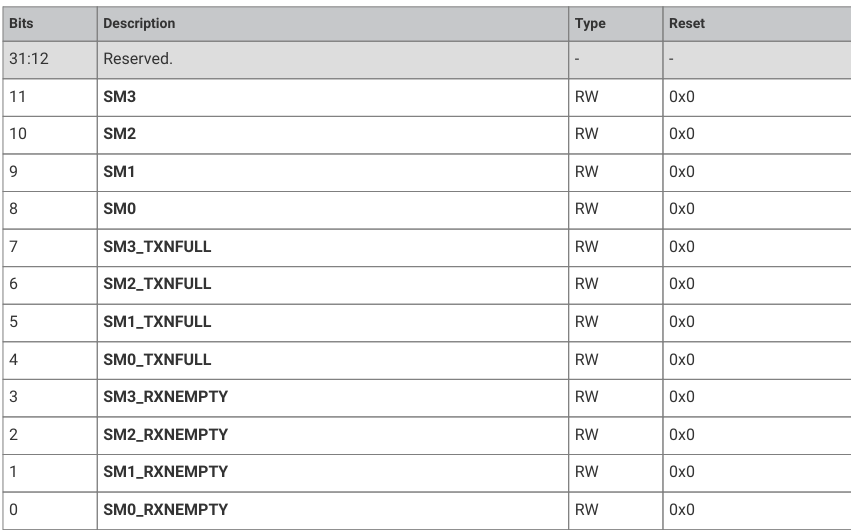 Bits Description Type Reset
31:12 Reserved. - -
11 SM3 RW 0x0
10 SM2 RW 0x0
9 SM1 RW 0x0
8 SM0 RW 0x0
7 SM3_TXNFULL RW 0x0
6 SM2_TXNFULL RW 0x0
5 SM1_TXNFULL RW 0x0
4 SM0_TXNFULL RW 0x0
3 SM3_RXNEMPTY RW 0x0
2 SM2_RXNEMPTY RW 0x0
1 SM1_RXNEMPTY RW 0x0
0 SM0_RXNEMPTY RW 0x0